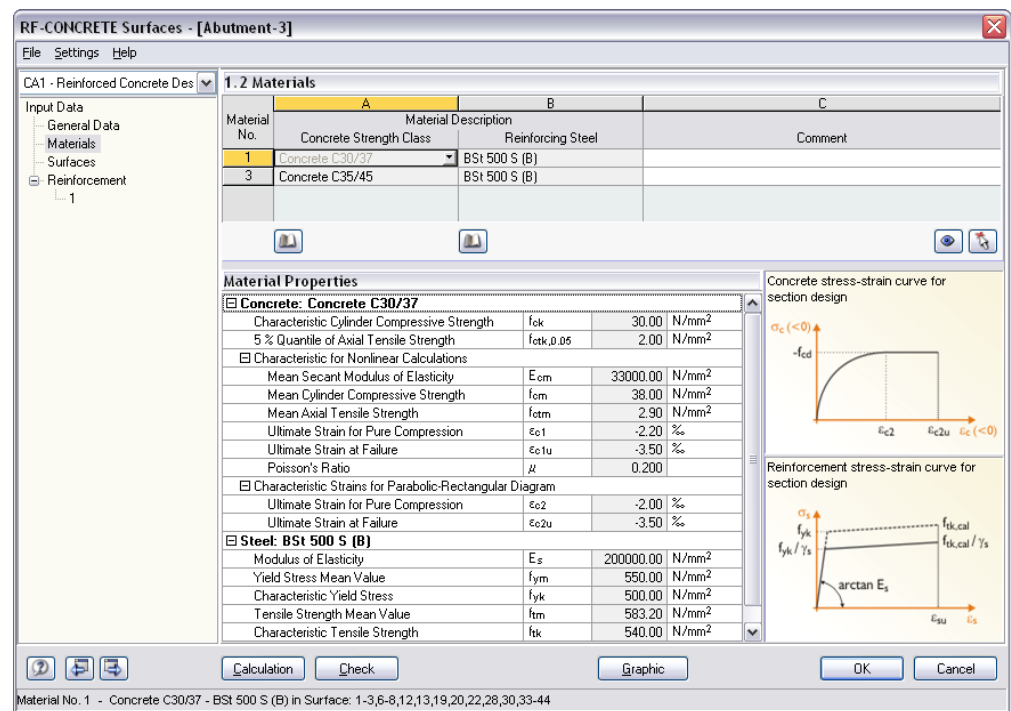 RF-CONCRETE Surfaces - [Abutment-3]
File Settings Help
CA1 - Reinforced Concrete Des
Input Data
General Data
Materials
Surfaces
Reinforcement
1
1.2 Materials
A B C
Material No. Material Description
Concrete Strength Class Reinforcing Steel Comment
1 Concrete C30/37 BSt 500 S (B)
3 Concrete C35/45 BSt 500 S (B)
Material Properties
Concrete: Concrete C30/37
Characteristic Cylinder Compressive Strength fck 30.00 N/mm2
5 % Quantile of Axial Tensile Strength fctk,0.05 2.00 N/mm2
Characteristic for Nonlinear Calculations
Mean Secant Modulus of Elasticity Ecm 33000.00 N/mm2
Mean Cylinder Compressive Strength fcm 38.00 N/mm2
Mean Axial Tensile Strength fctm 2.90 N/mm2
Ultimate Strain for Pure Compression εc1 -2.20 ‰
Ultimate Strain at Failure εc1u -3.50 ‰
Poisson's Ratio μ 0.200
Characteristic Strains for Parabolic-Rectangular Diagram
Ultimate Strain for Pure Compression εc2 -2.00 ‰
Ultimate Strain at Failure εc2u -3.50 ‰
Steel: BSt 500 S (B)
Modulus of Elasticity Es 200000.00 N/mm2
Yield Stress Mean Value fym 550.00 N/mm2
Characteristic Yield Stress fyk 500.00 N/mm2
Tensile Strength Mean Value ftm 583.20 N/mm2
Characteristic Tensile Strength ftk 540.00 N/mm2
Concrete stress-strain curve for
section design
σc (<0)
-fcd
εc2 εc2u εc (<0)
Reinforcement stress-strain curve for
section design
σs
fyk
fyk / γs
ftk,cal
ftk,cal / γs
arctan Es
εsu εs
Calculation Check Graphic OK Cancel
Material No. 1 - Concrete C30/37 - BSt 500 S (B) in Surface: 1-3,6-8,12,13,19,20,22,28,30,33-44